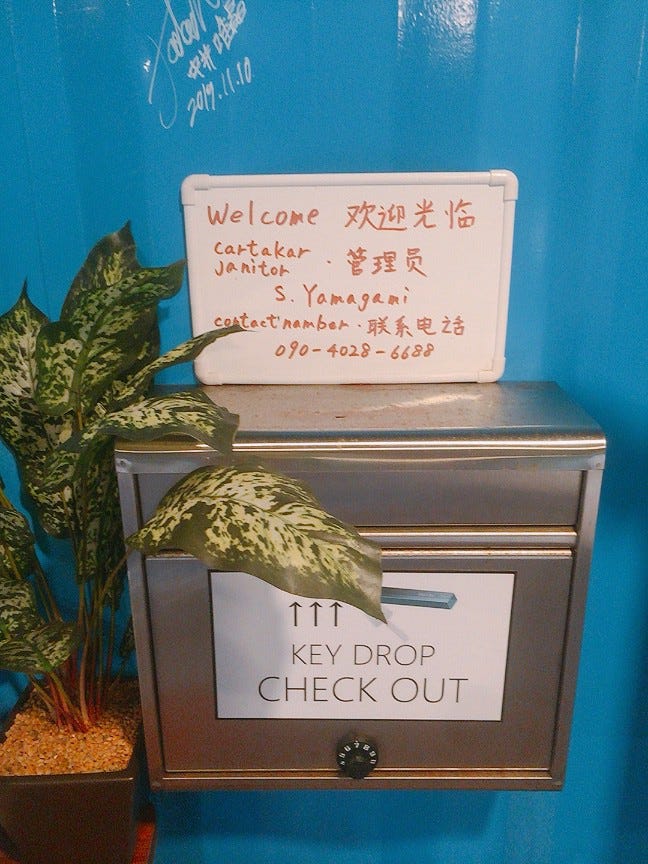 2017.11.10
Welcome 欢迎光临
cartakar
janitor · 管理员
S. Yamagami
contact number · 联系电话
090-4028-6688
↑↑↑
KEY DROP
CHECK OUT